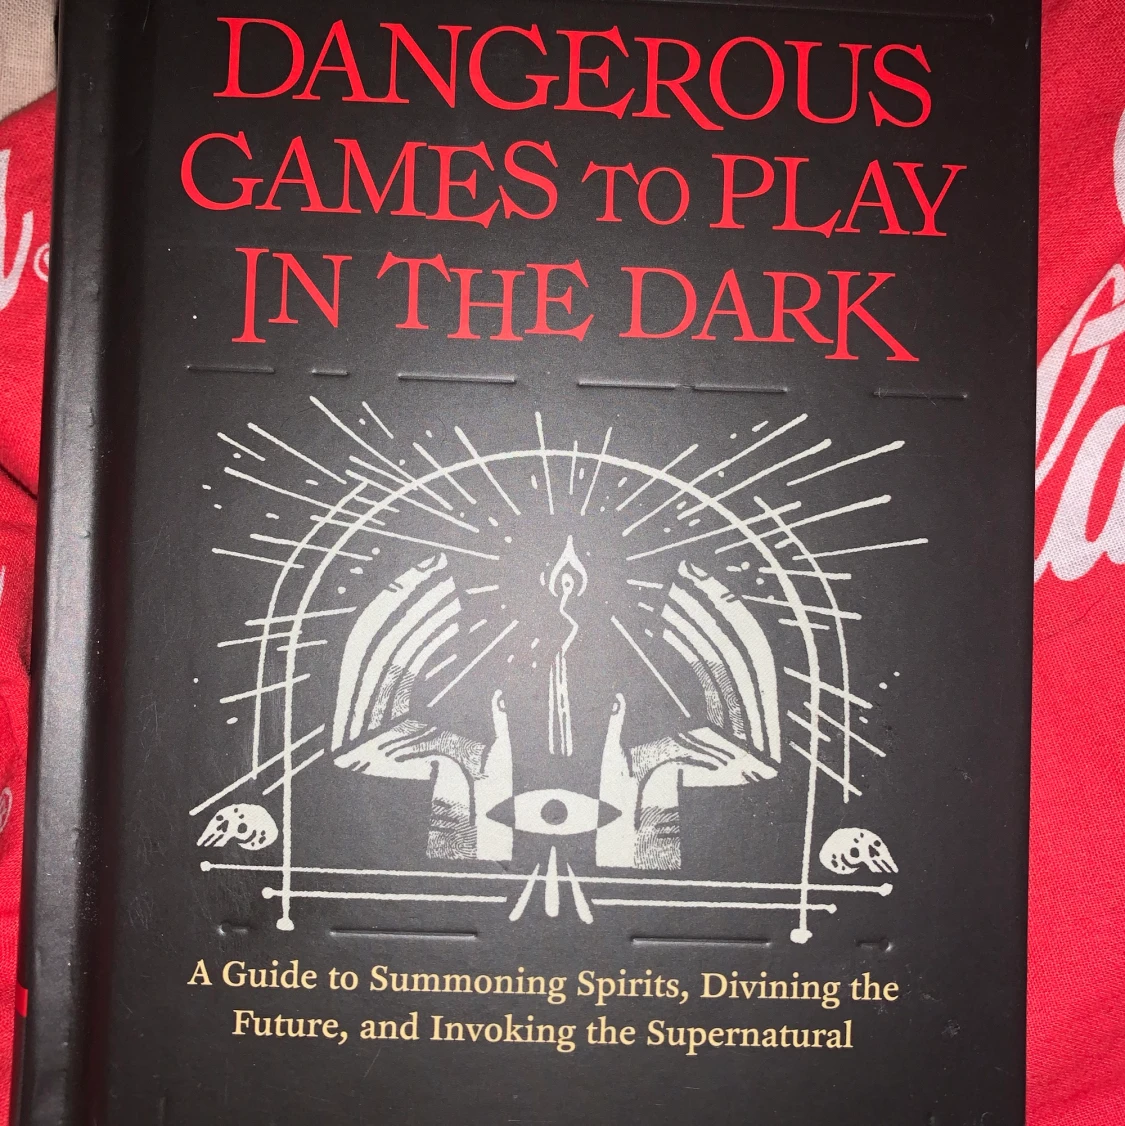 DANGEROUS
GAMES TO PLAY
IN THE DARK
A Guide to Summoning Spirits, Divining the
Future, and Invoking the Supernatural